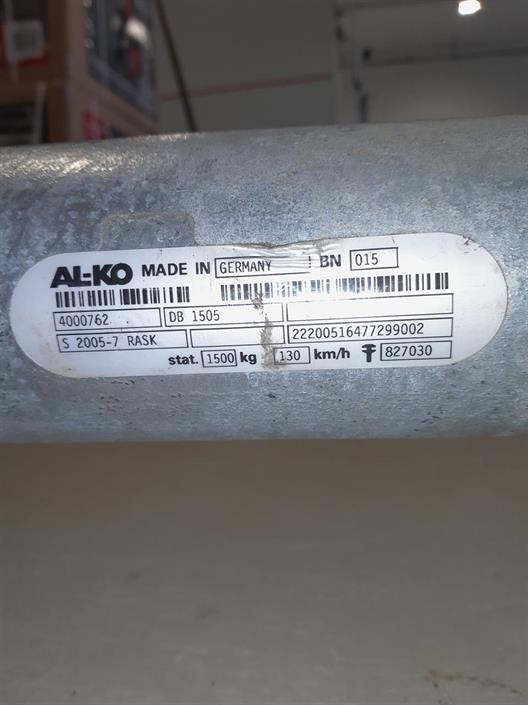 AL-KO MADE IN GERMANY ! BN 015
4000762 DB 1505
S 2005-7 RASK 22200516477299002
stat. 1500 kg 130 km/h 827030